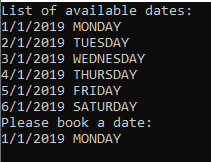 List of available dates:
1/1/2019 MONDAY
2/1/2019 TUESDAY
3/1/2019 WEDNESDAY
4/1/2019 THURSDAY
5/1/2019 FRIDAY
6/1/2019 SATURDAY
Please book a date:
1/1/2019 MONDAY